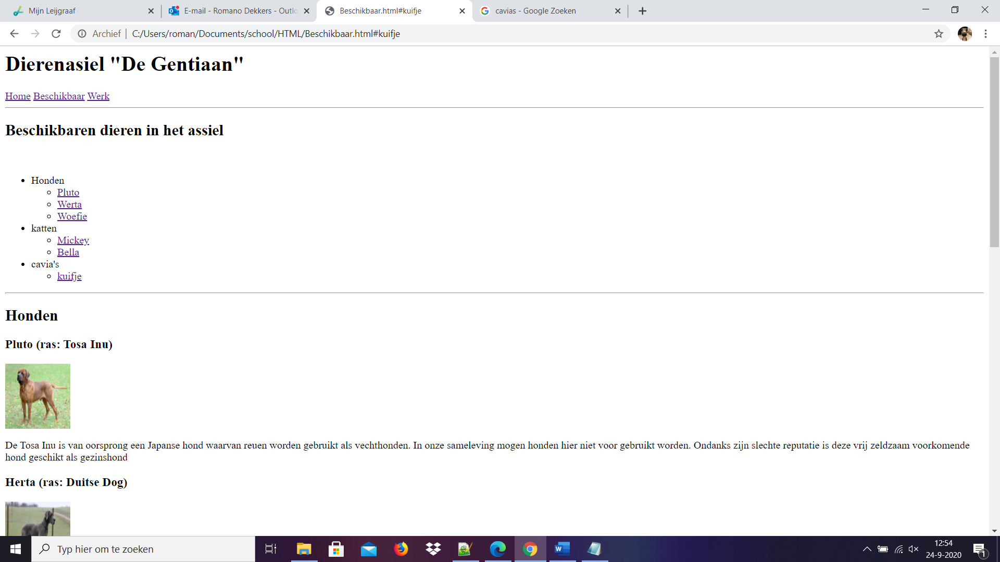 Mijn Leijgraaf
E-mail - Romano Dekkers - Outlo
Beschikbaar.html#kuifje
cavias - Google Zoeken
Archief | C:/Users/roman/Documents/school/HTML/Beschikbaar.html#kuifje
Dierenasiel "De Gentiaan"
Home Beschikbaar Werk
Beschikbaren dieren in het assiel
Honden
Pluto
Werta
Woefie
katten
Mickey
Bella
cavia's
kuifje
Honden
Pluto (ras: Tosa Inu)
De Tosa Inu is van oorsprong een Japanse hond waarvan reuen worden gebruikt als vechthonden. In onze sameleving mogen honden hier niet voor gebruikt worden. Ondanks zijn slechte reputatie is deze vrij zeldzaam voorkomende
hond geschikt als gezinshond
Herta (ras: Duitse Dog)
Typ hier om te zoeken
12:54
24-9-2020
1